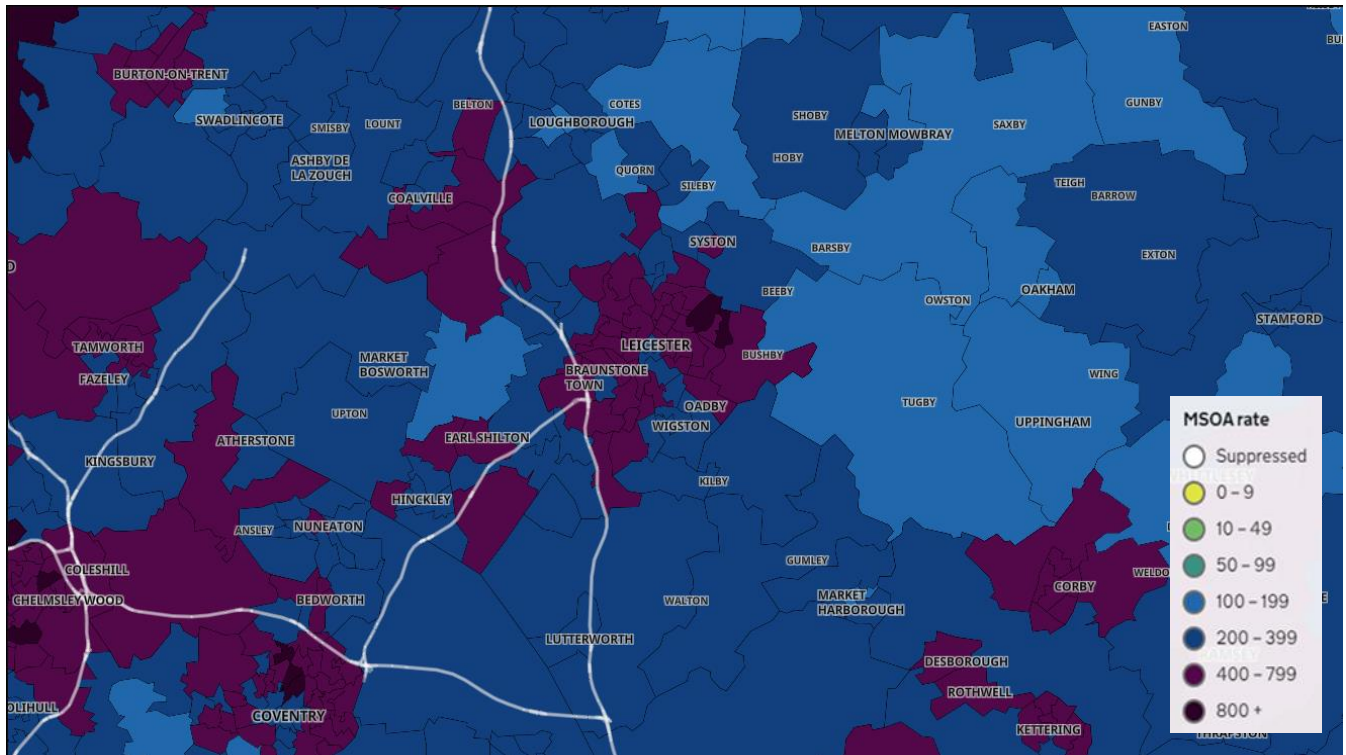 EASTON
BURTON-ON-TRENT
BELTON
COTES
GUNBY
SWADLINCOTE
SMISBY
LOUNT
LOUGHBOROUGH
SHOBY
MELTON MOWBRAY
SAXBY
ASHBY DE
LA ZOUCH
HOBY
QUORN
SILEBY
TEIGH
BARROW
COALVILLE
SYSTON
BARSBY
EXTON
BEEBY
OWSTON
OAKHAM
STAMFORD
TAMWORTH
LEICESTER
BUSHBY
MARKET
BOSWORTH
FAZELEY
BRAUNSTONE
TOWN
WING
UPTON
OADBY
TUGBY
UPPINGHAM
WIGSTON
ATHERSTONE
EARL SHILTON
KINGSBURY
KILBY
HINCKLEY
ANSLEY
NUNEATON
GUMLEY
COLESHILL
CORBY
WELDO
CHELMSLEY WOOD
BEDWORTH
WALTON
MARKET
HARBOROUGH
LUTTERWORTH
DESBOROUGH
ROTHWELL
OLIHULL
COVENTRY
KETTERING
THRAPSTON
MSOA rate
Suppressed
0 – 9
10 – 49
50 – 99
100 – 199
200 – 399
400 – 799
800 +